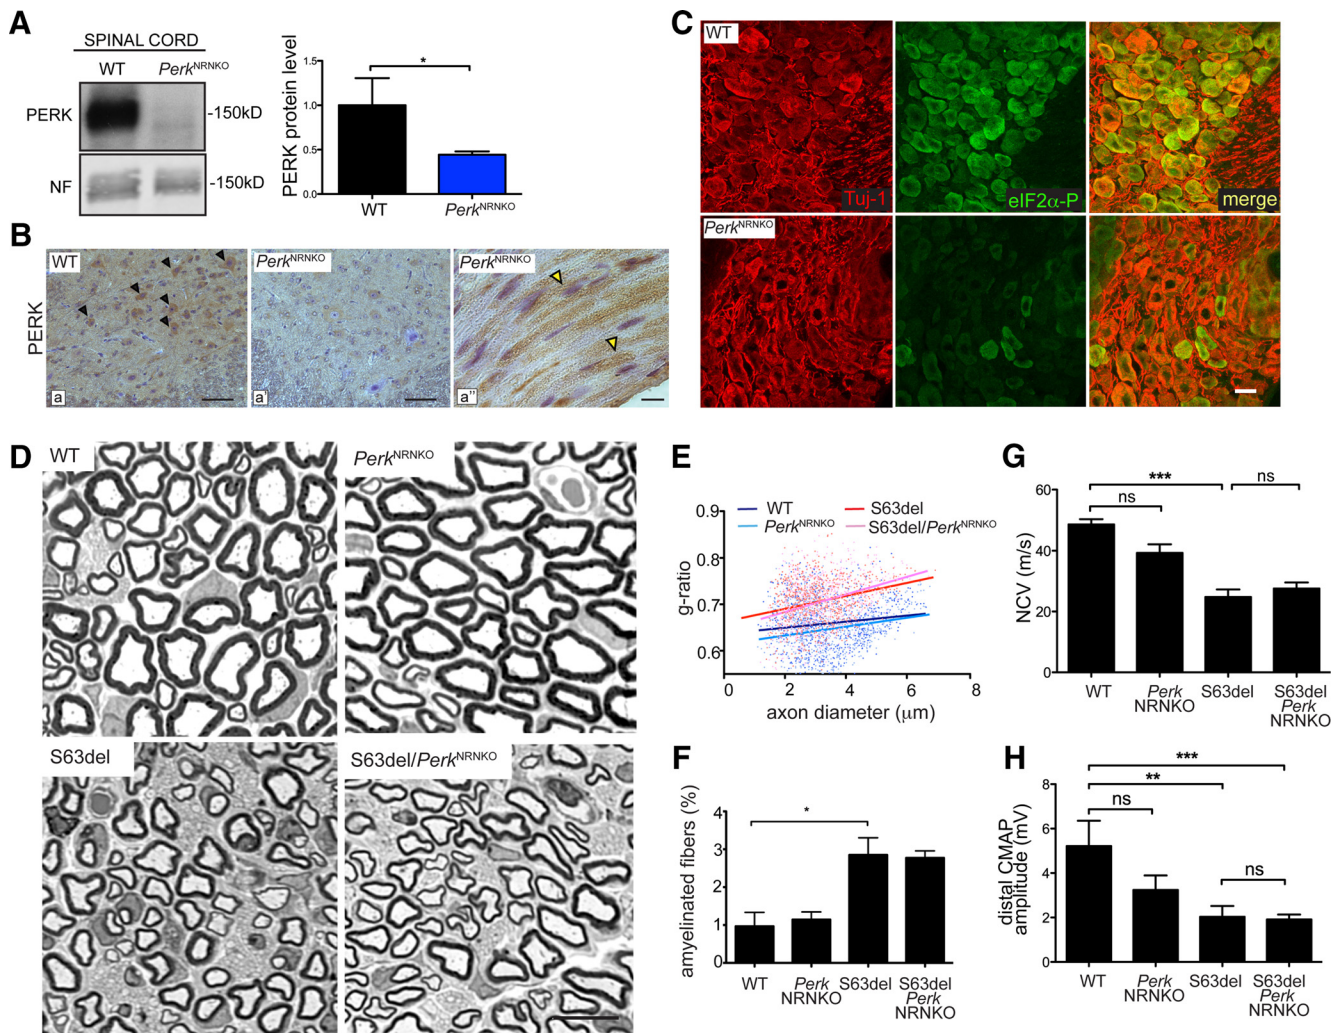 A
SPINAL CORD
WT Perk^NRNKO
PERK
-150kD
NF
-150kD
PERK protein level
1.5
1.0
0.5
0.0
*
WT
Perk^NRNKO
B
PERK
WT
Perk^NRNKO
Perk^NRNKO
a
a'
a''
C
WT
Tuj-1
eIF2α-P
merge
Perk^NRNKO
D
WT
Perk^NRNKO
S63del
S63del/Perk^NRNKO
E
WT
S63del
Perk^NRNKO
S63del/Perk^NRNKO
g-ratio
0.9
0.8
0.7
0.6
0 2 4 6 8
axon diameter (μm)
F
amyelinated fibers (%)
4
3
2
1
0
*
WT
Perk
NRNKO
S63del
S63del
Perk
NRNKO
G
NCV (m/s)
60
40
20
0
***
ns
ns
WT
Perk
NRNKO
S63del
S63del
Perk
NRNKO
H
distal CMAP
amplitude (mV)
8
6
4
2
0
***
**
ns
ns
WT
Perk
NRNKO
S63del
S63del
Perk
NRNKO